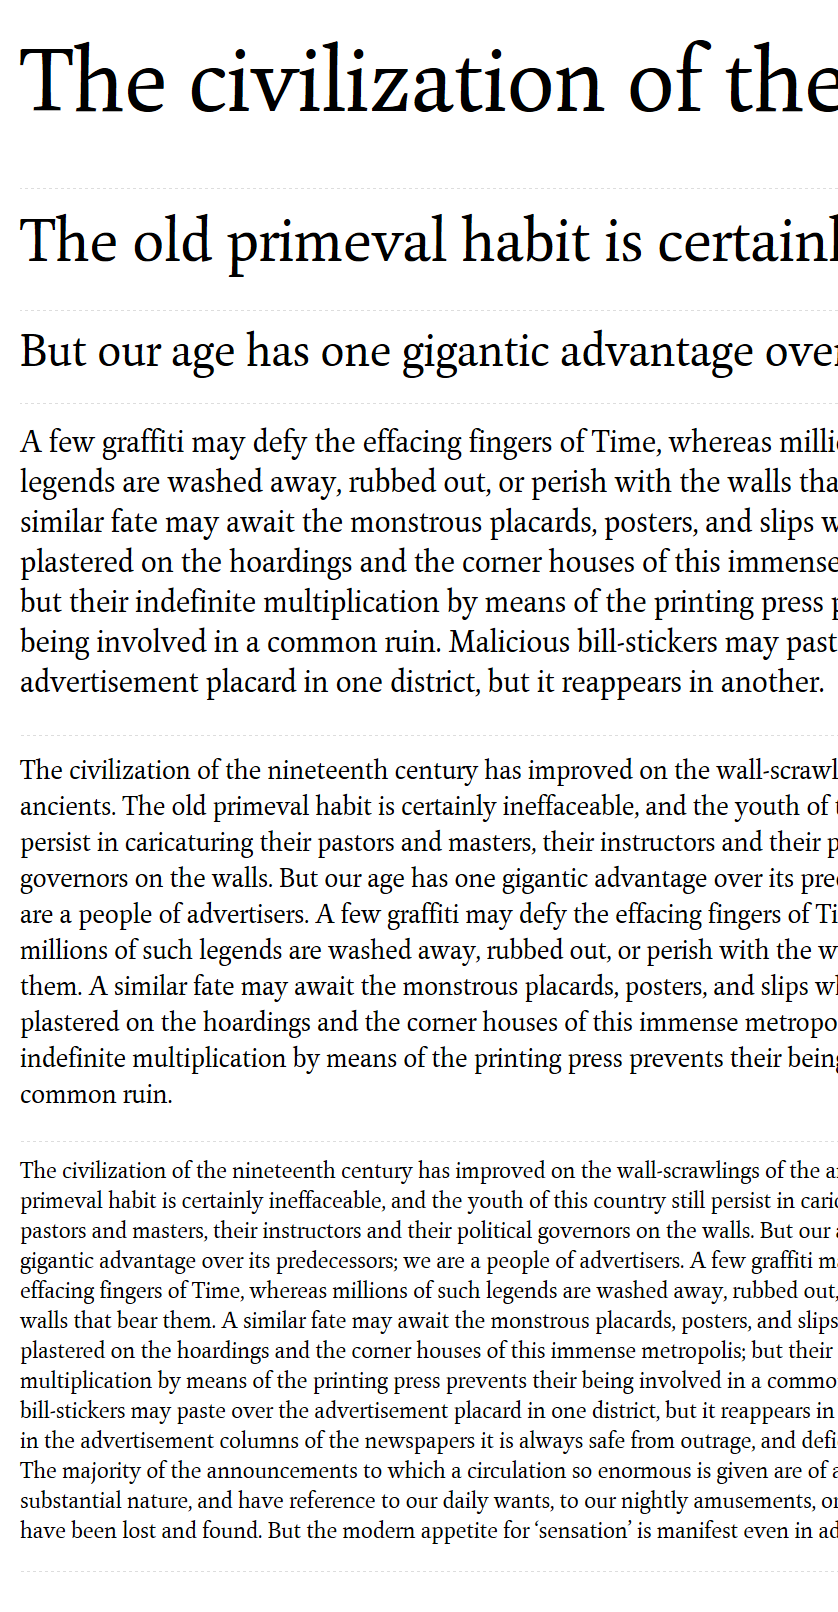 The civilization of the
The old primeval habit is certainl
But our age has one gigantic advantage over
A few graffiti may defy the effacing fingers of Time, whereas milli
legends are washed away, rubbed out, or perish with the walls tha
similar fate may await the monstrous placards, posters, and slips w
plastered on the hoardings and the corner houses of this immense
but their indefinite multiplication by means of the printing press p
being involved in a common ruin. Malicious bill-stickers may past
advertisement placard in one district, but it reappears in another.
The civilization of the nineteenth century has improved on the wall-scrawl
ancients. The old primeval habit is certainly ineffaceable, and the youth of t
persist in caricaturing their pastors and masters, their instructors and their p
governors on the walls. But our age has one gigantic advantage over its pred
are a people of advertisers. A few graffiti may defy the effacing fingers of Ti
millions of such legends are washed away, rubbed out, or perish with the w
them. A similar fate may await the monstrous placards, posters, and slips wh
plastered on the hoardings and the corner houses of this immense metropo
indefinite multiplication by means of the printing press prevents their being
common ruin.
The civilization of the nineteenth century has improved on the wall-scrawlings of the a
primeval habit is certainly ineffaceable, and the youth of this country still persist in caric
pastors and masters, their instructors and their political governors on the walls. But our a
gigantic advantage over its predecessors; we are a people of advertisers. A few graffiti m
effacing fingers of Time, whereas millions of such legends are washed away, rubbed out,
walls that bear them. A similar fate may await the monstrous placards, posters, and slips
plastered on the hoardings and the corner houses of this immense metropolis; but their
multiplication by means of the printing press prevents their being involved in a commo
bill-stickers may paste over the advertisement placard in one district, but it reappears in
in the advertisement columns of the newspapers it is always safe from outrage, and defi
The majority of the announcements to which a circulation so enormous is given are of a
substantial nature, and have reference to our daily wants, to our nightly amusements, or
have been lost and found. But the modern appetite for ‘sensation’ is manifest even in ad